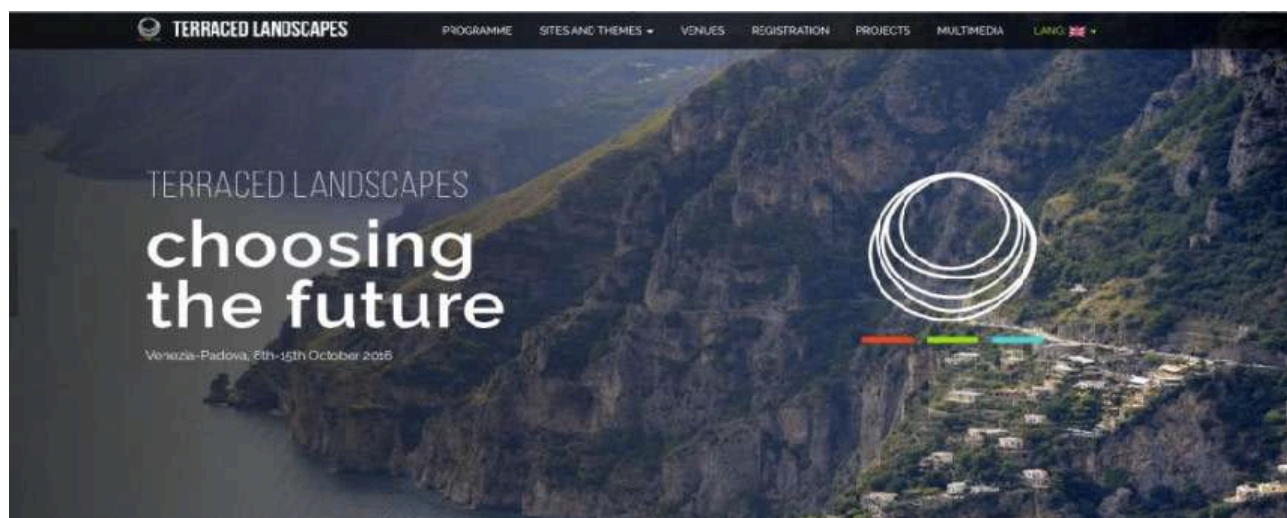 TERRACED LANDSCAPES
PROGRAMME
SITES AND THEMES
VENUES
REGISTRATION
PROJECTS
MULTIMEDIA
LANG
TERRACED LANDSCAPES
choosing
the future
Venezia-Padova, 6th-15th October 2016